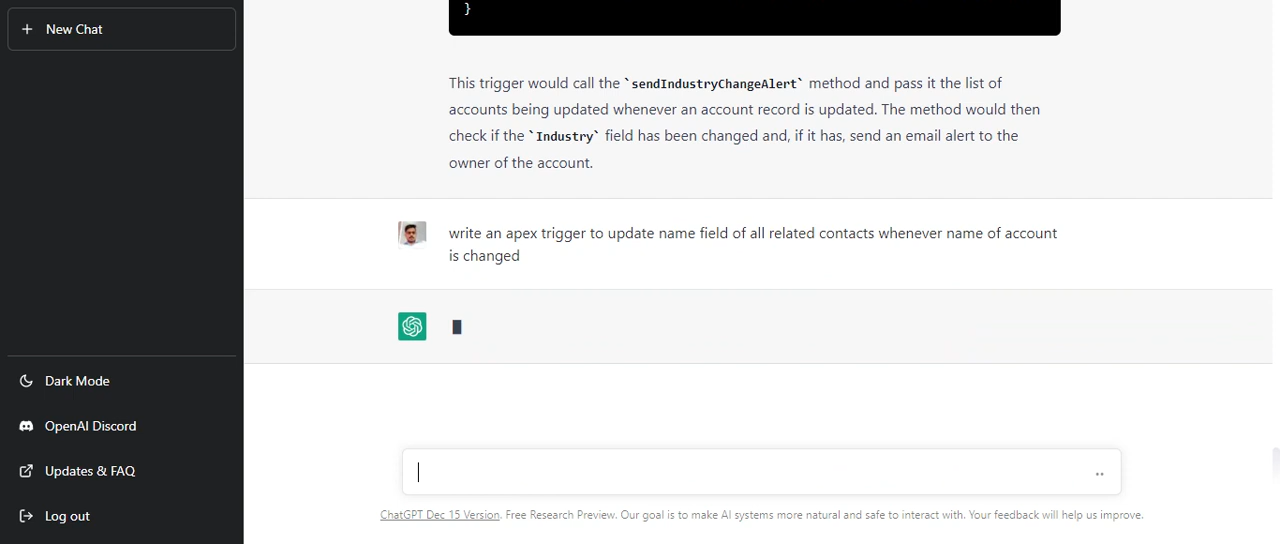 New Chat
}
This trigger would call the `sendIndustryChangeAlert` method and pass it the list of
accounts being updated whenever an account record is updated. The method would then
check if the `Industry` field has been changed and, if it has, send an email alert to the
owner of the account.
write an apex trigger to update name field of all related contacts whenever name of account
is changed
Dark Mode
OpenAI Discord
Updates & FAQ
Log out
ChatGPT Dec 15 Version. Free Research Preview. Our goal is to make AI systems more natural and safe to interact with. Your feedback will help us improve.